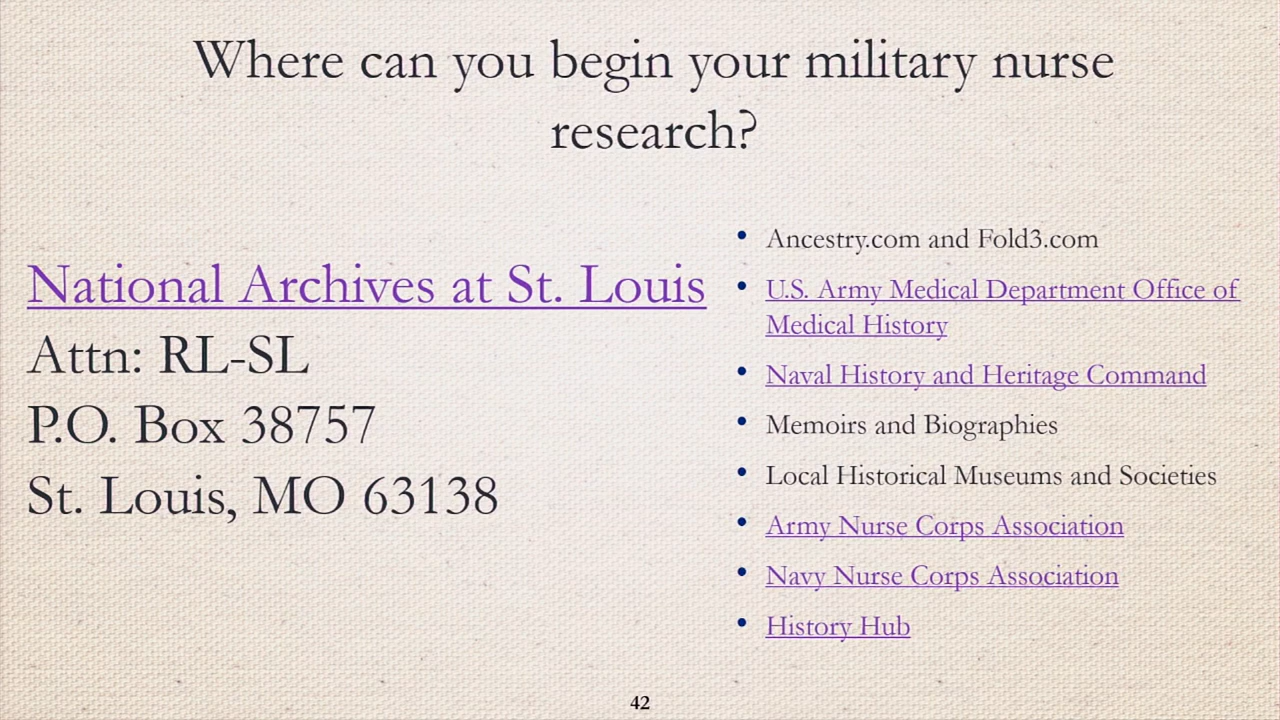 Where can you begin your military nurse
research?
National Archives at St. Louis
Attn: RL-SL
P.O. Box 38757
St. Louis, MO 63138
• Ancestry.com and Fold3.com
• U.S. Army Medical Department Office of
Medical History
• Naval History and Heritage Command
• Memoirs and Biographies
• Local Historical Museums and Societies
• Army Nurse Corps Association
• Navy Nurse Corps Association
• History Hub
42